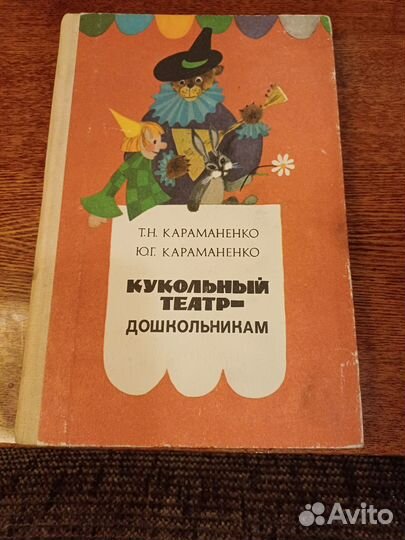 Т.Н. КАРАМАНЕНКО
Ю.Г. КАРАМАНЕНКО
КУКОЛЬНЫЙ
ТЕАТР–
ДОШКОЛЬНИКАМ
Avito